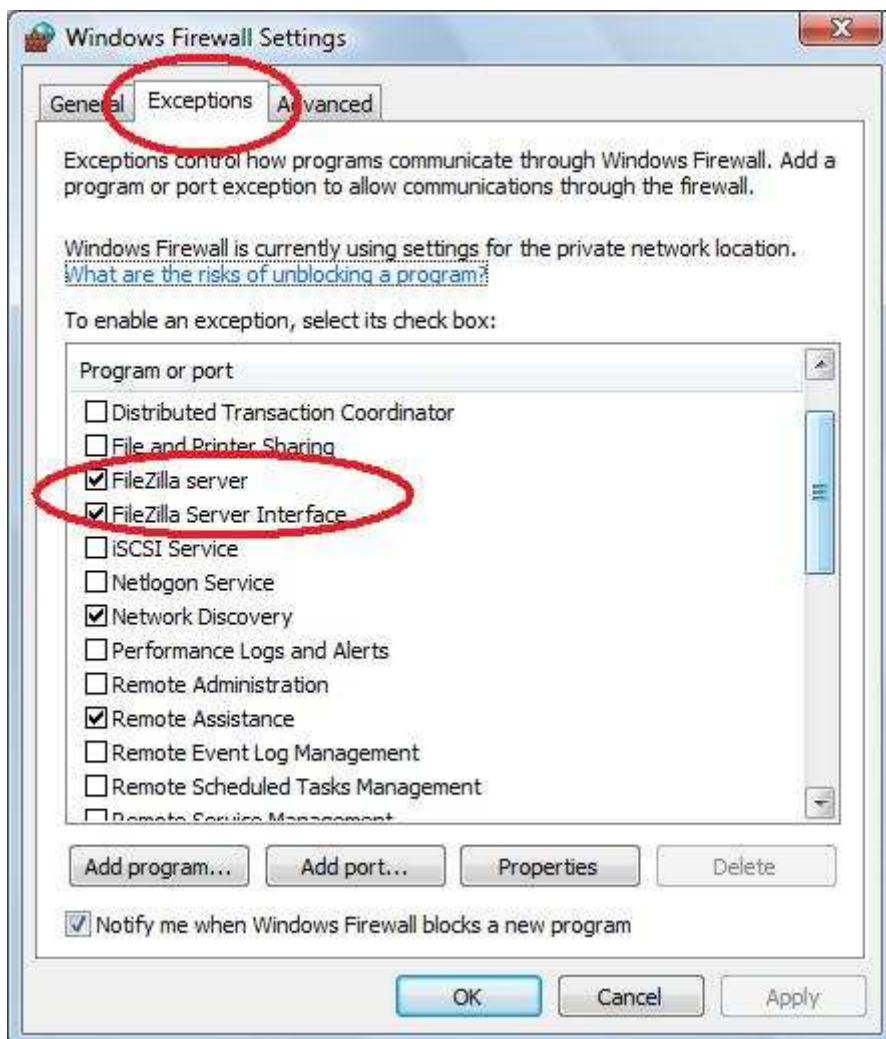 Windows Firewall Settings
General Exceptions Advanced
Exceptions control how programs communicate through Windows Firewall. Add a
program or port exception to allow communications through the firewall.
Windows Firewall is currently using settings for the private network location.
What are the risks of unblocking a program?
To enable an exception, select its check box:
Program or port
Distributed Transaction Coordinator
File and Printer Sharing
FileZilla server
FileZilla Server Interface
iSCSI Service
Netlogon Service
Network Discovery
Performance Logs and Alerts
Remote Administration
Remote Assistance
Remote Event Log Management
Remote Scheduled Tasks Management
Remote Service Management
Add program... Add port... Properties Delete
Notify me when Windows Firewall blocks a new program
OK Cancel Apply